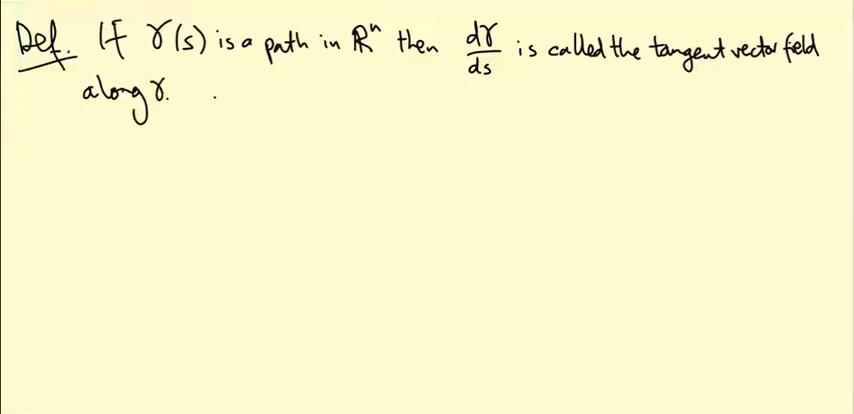 Def. If γ(s) is a path in ℝⁿ then dγ/ds is called the tangent vector field
along γ.